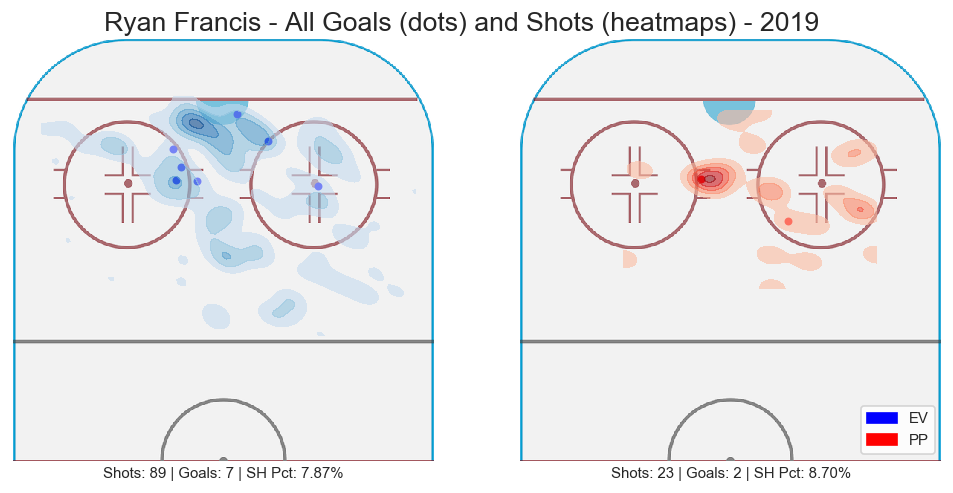 Ryan Francis - All Goals (dots) and Shots (heatmaps) - 2019
EV
PP
Shots: 89 | Goals: 7 | SH Pct: 7.87%
Shots: 23 | Goals: 2 | SH Pct: 8.70%